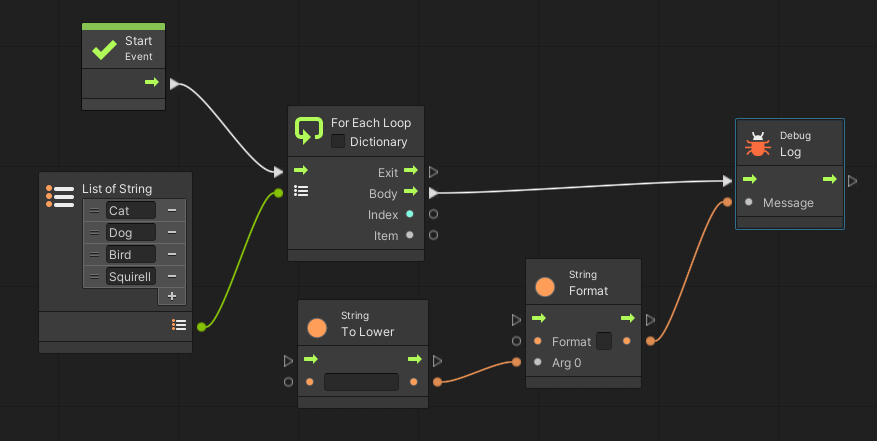 Start
Event
For Each Loop
Dictionary
Exit
Body
Index
Item
List of String
Cat
Dog
Bird
Squirell
+
Debug
Log
Message
String
To Lower
String
Format
Format
Arg 0